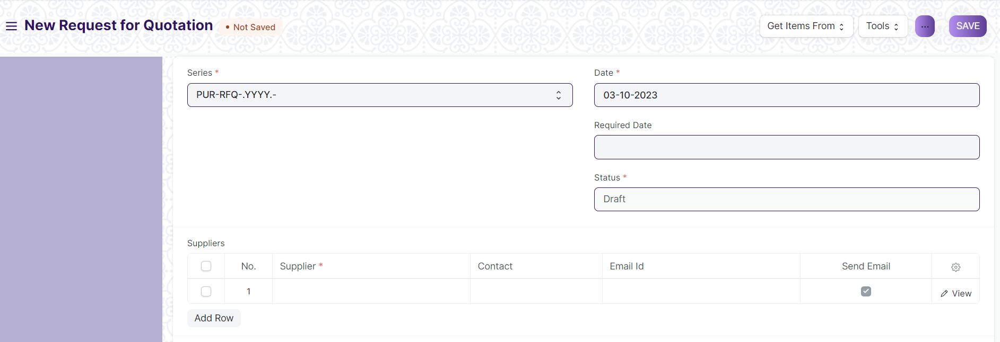 New Request for Quotation • Not Saved Get Items From Tools ... SAVE
Series * Date *
PUR-RFQ-.YYYY.- 03-10-2023
Required Date
Status *
Draft
Suppliers
No. Supplier * Contact Email Id Send Email
1 View
Add Row